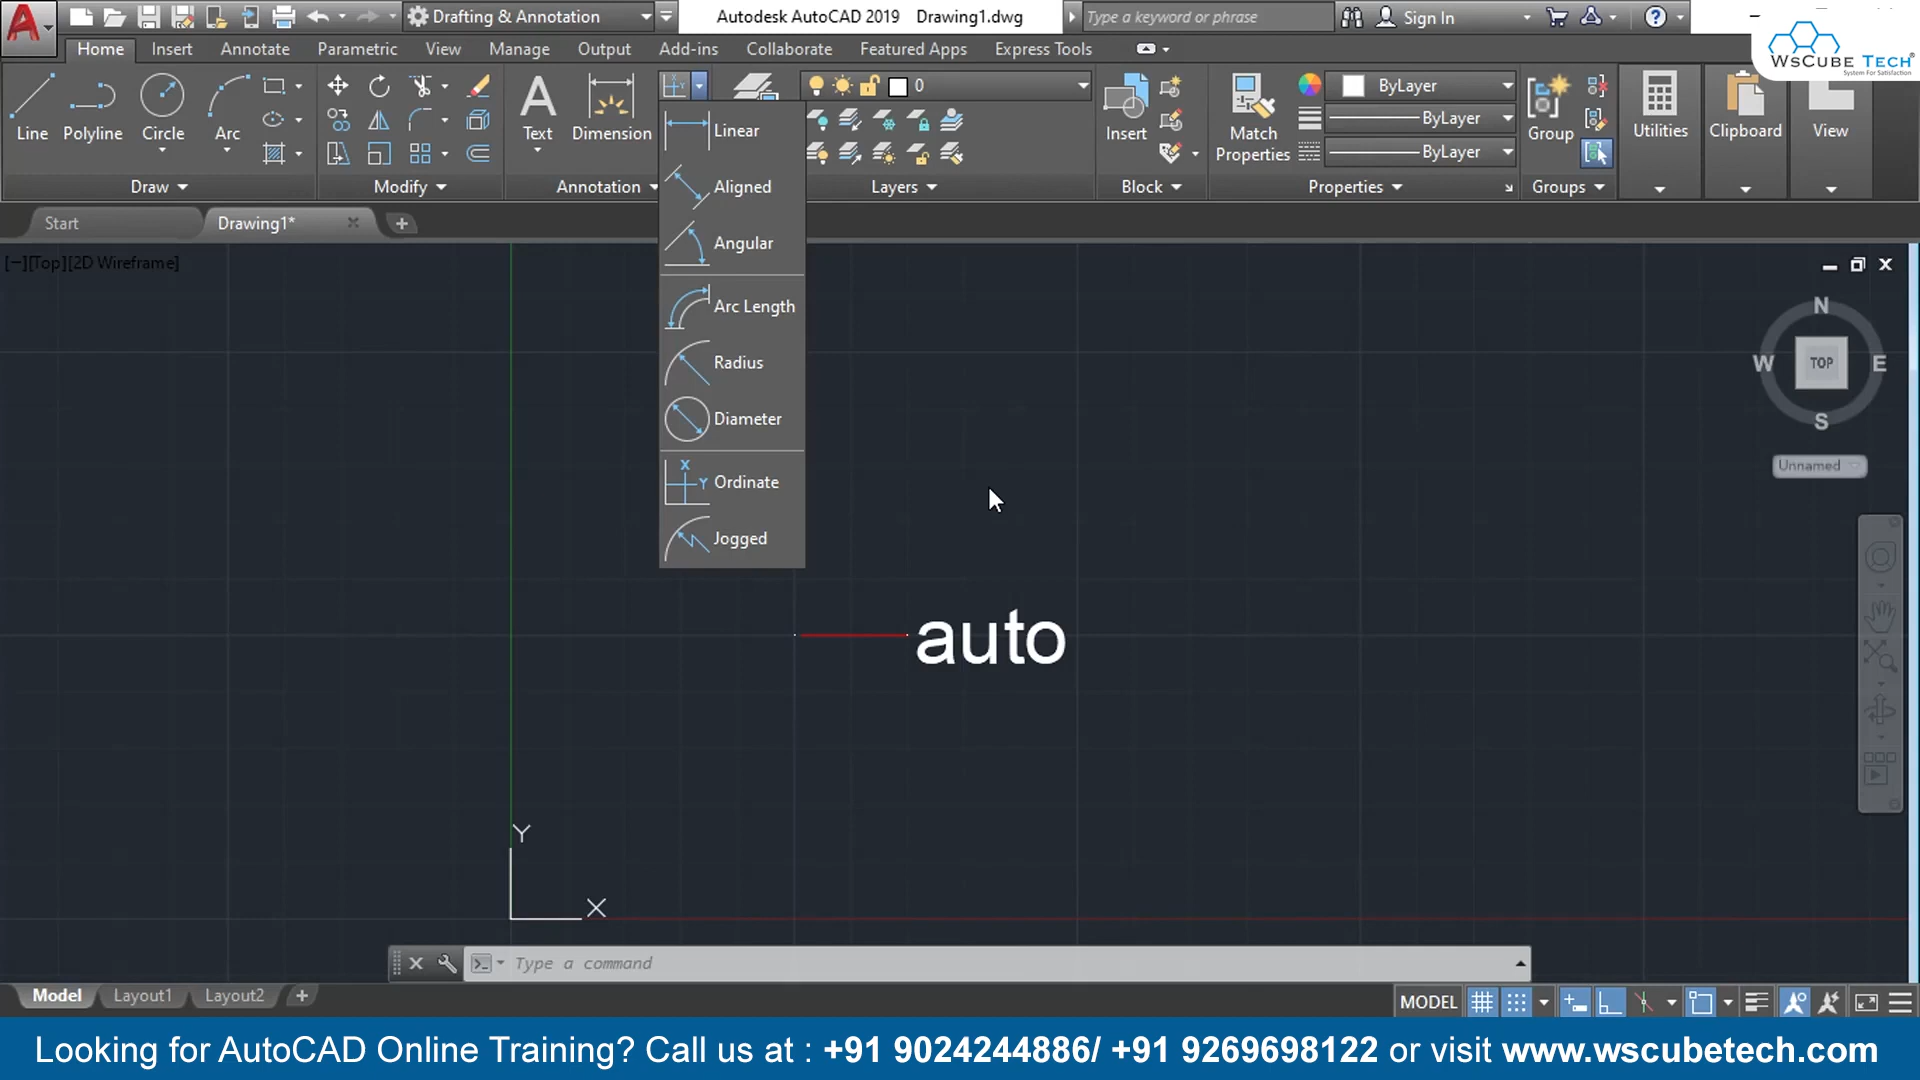 Drafting & Annotation
Autodesk AutoCAD 2019 Drawing1.dwg
Type a keyword or phrase
Sign In
WsCube Tech
System For Satisfaction
Home Insert Annotate Parametric View Manage Output Add-ins Collaborate Featured Apps Express Tools
Line Polyline Circle Arc
Draw
Modify
Text Dimension
Annotation
0
Layers
Insert
Block
Match
Properties
ByLayer
ByLayer
ByLayer
Properties
Group
Groups
Utilities
Clipboard
View
Linear
Aligned
Angular
Arc Length
Radius
Diameter
Ordinate
Jogged
Start Drawing1*
[−][Top][2D Wireframe]
N
W TOP E
S
Unnamed
auto
Y
X
Type a command
Model Layout1 Layout2
MODEL
Looking for AutoCAD Online Training? Call us at : +91 9024244886/ +91 9269698122 or visit www.wscubetech.com